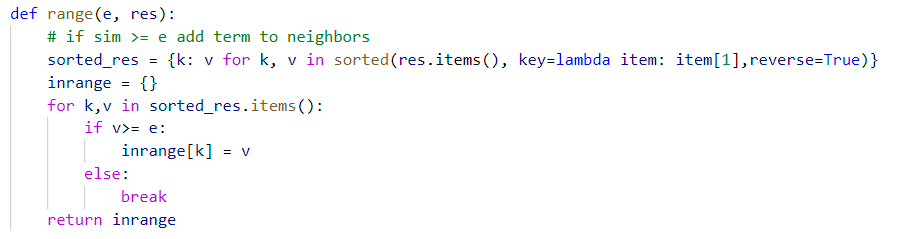 def range(e, res):
    # if sim >= e add term to neighbors
    sorted_res = {k: v for k, v in sorted(res.items(), key=lambda item: item[1],reverse=True)}
    inrange = {}
    for k,v in sorted_res.items():
        if v>= e:
            inrange[k] = v
        else:
            break
    return inrange